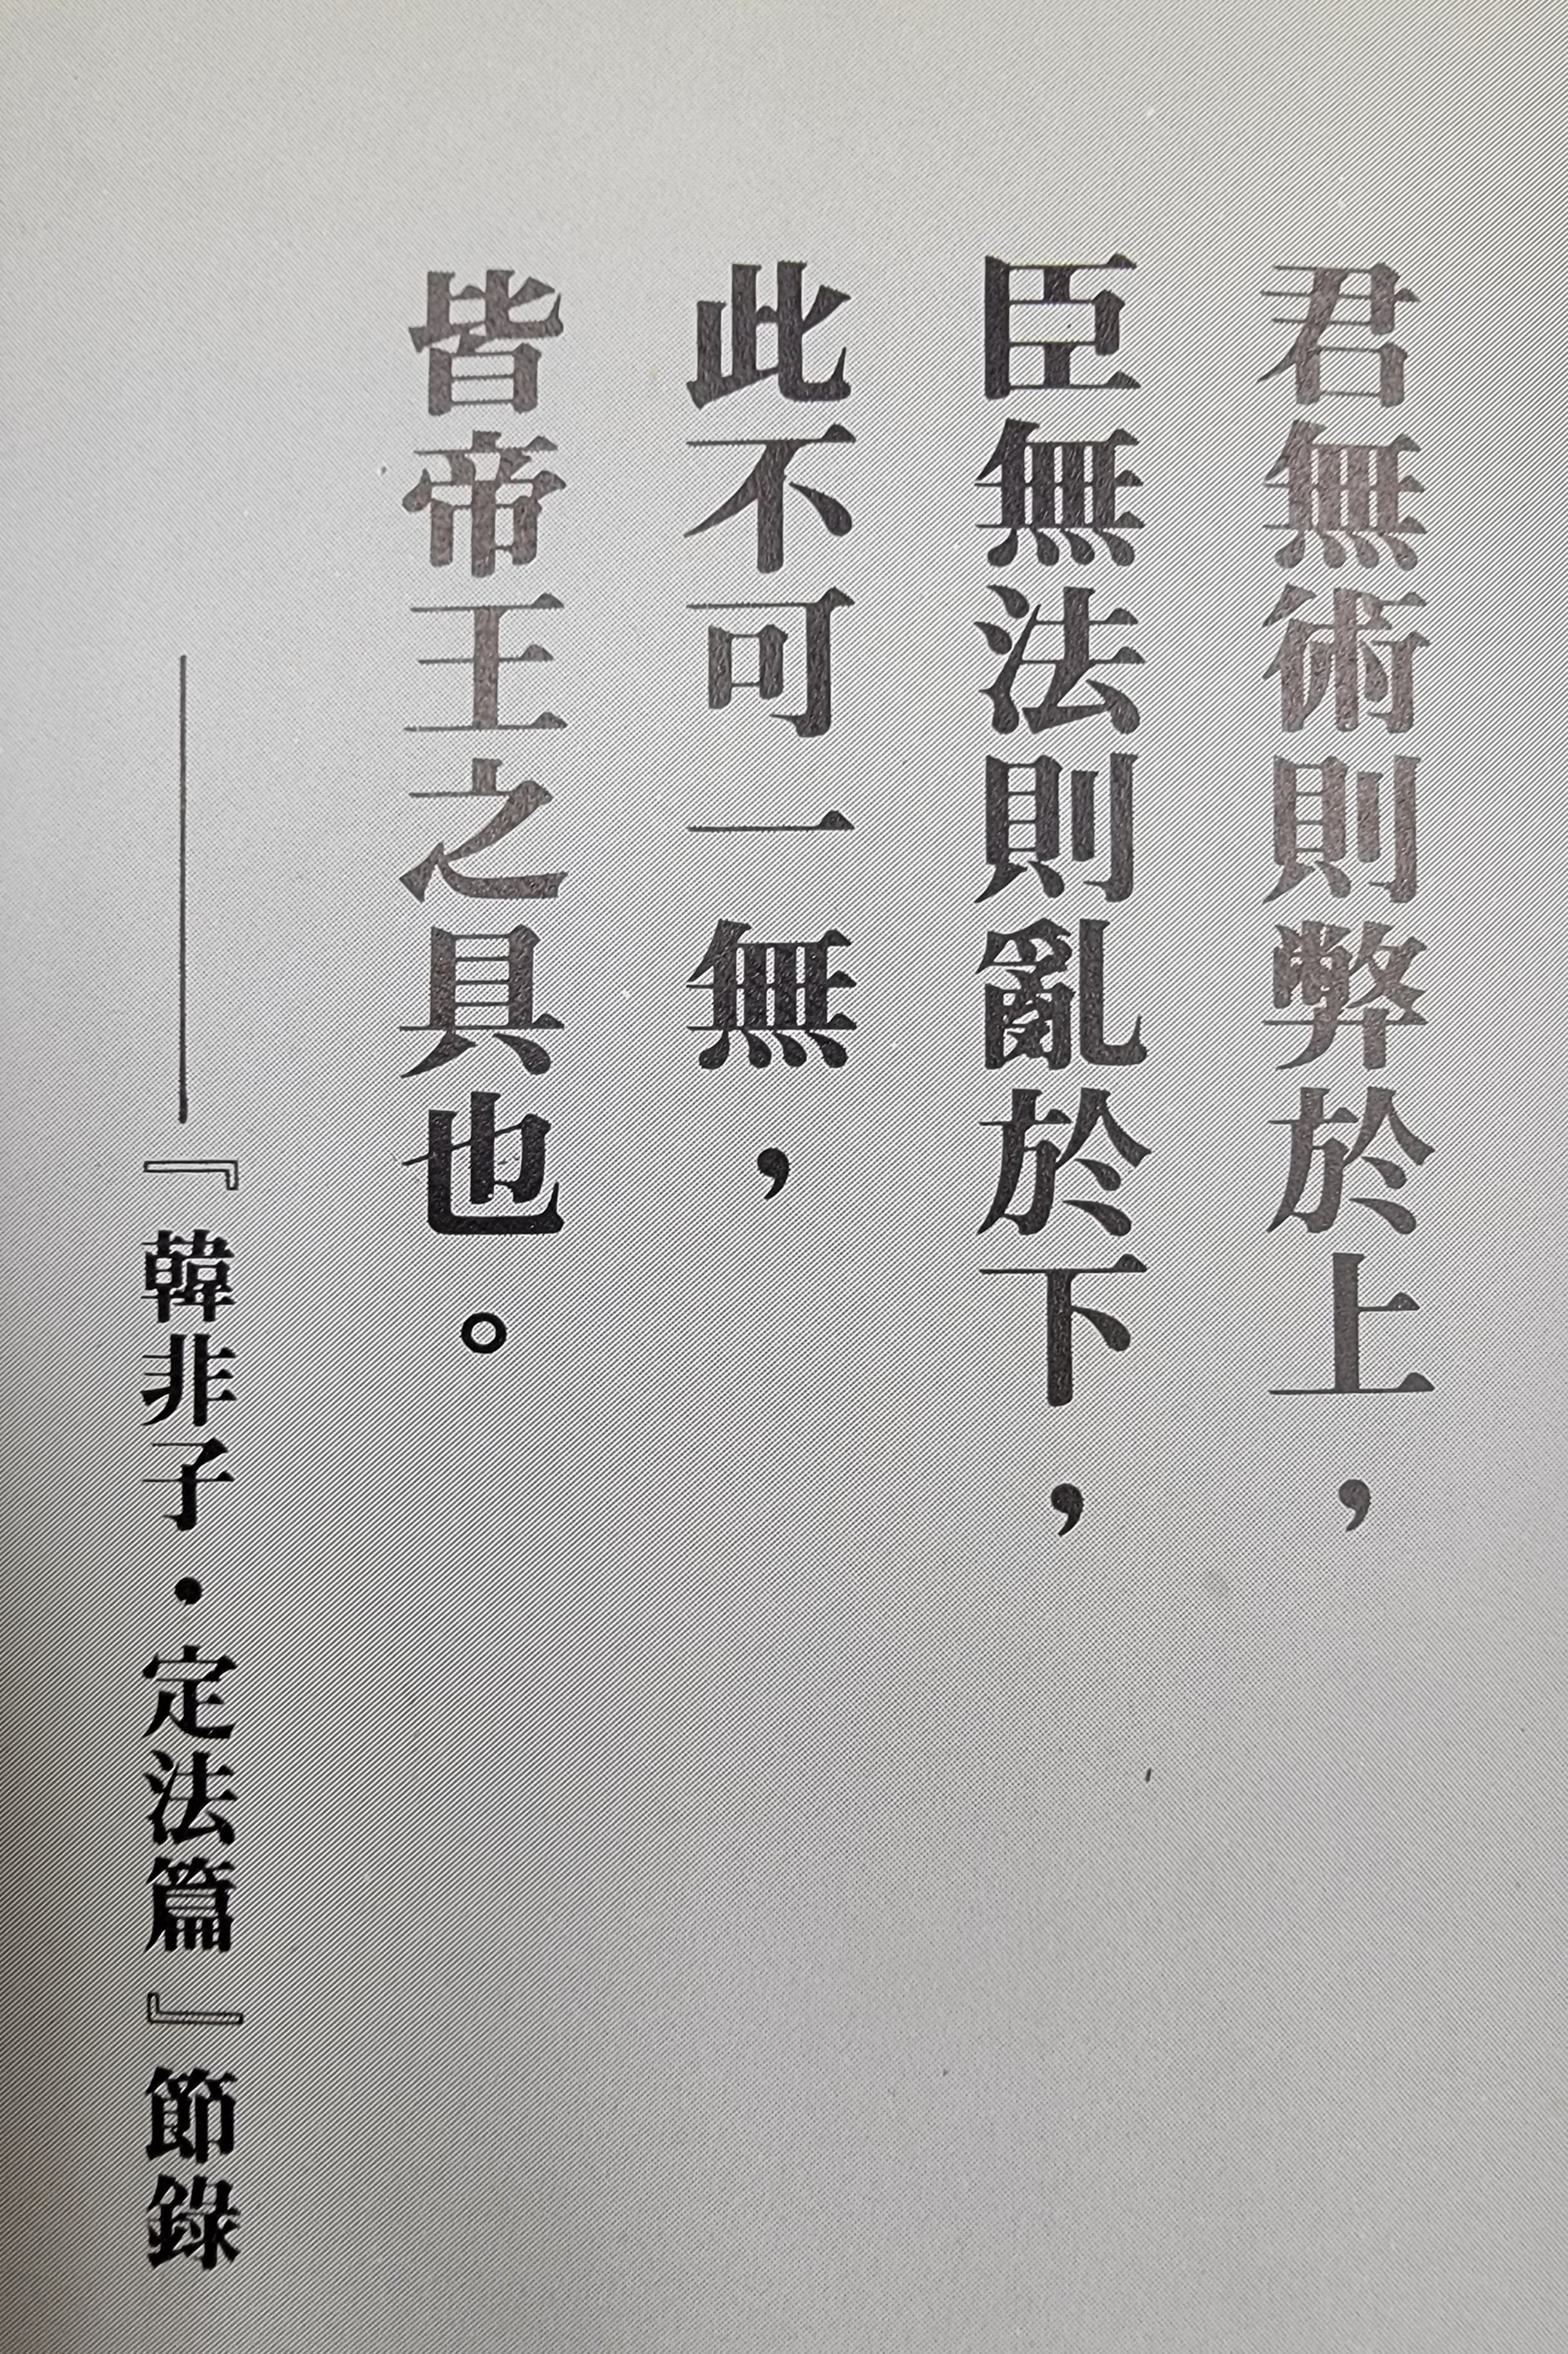 君無術則弊於上，
臣無法則亂於下，
此不可一無，
皆帝王之具也。
——『韓非子・定法篇』節錄